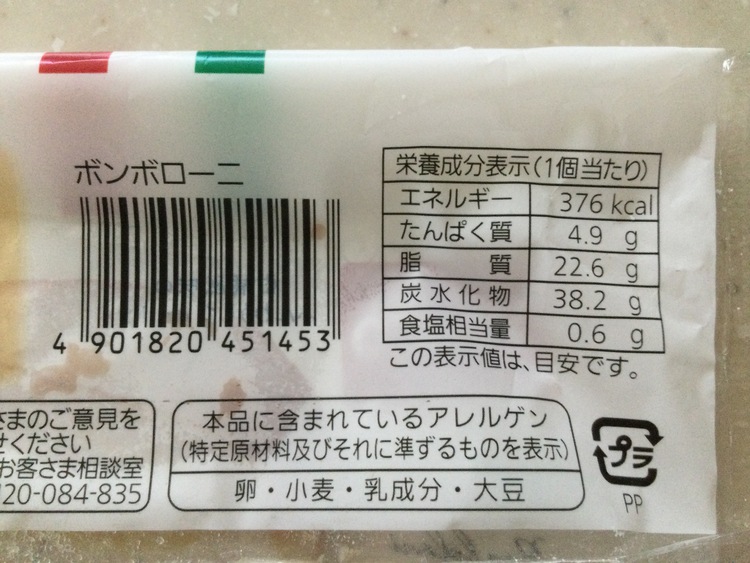 ボンボローニ
4 901820 451453
栄養成分表示(1個当たり)
エネルギー 376 kcal
たんぱく質 4.9 g
脂 質 22.6 g
炭水化物 38.2 g
食塩相当量 0.6 g
この表示値は、目安です。
さまのご意見を
せください
お客さま相談室
120-084-835
本品に含まれているアレルゲン
(特定原材料及びそれに準ずるものを表示)
卵・小麦・乳成分・大豆
プラ
PP